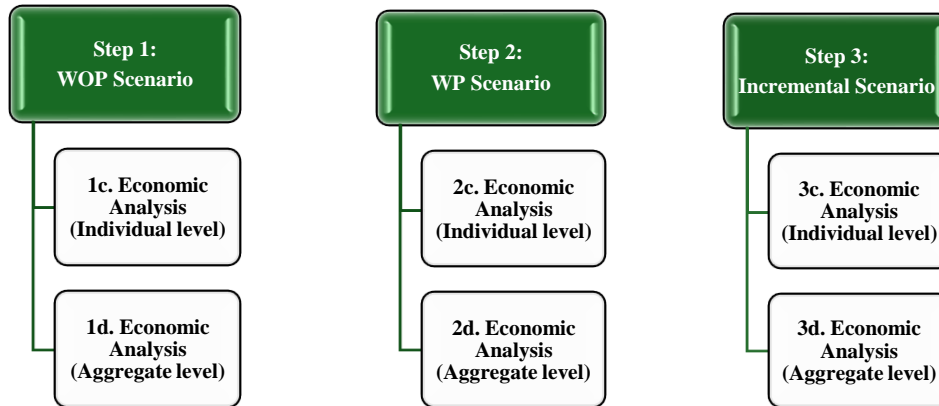 Step 1:
WOP Scenario
1c. Economic
Analysis
(Individual level)
1d. Economic
Analysis
(Aggregate level)
Step 2:
WP Scenario
2c. Economic
Analysis
(Individual level)
2d. Economic
Analysis
(Aggregate level)
Step 3:
Incremental Scenario
3c. Economic
Analysis
(Individual level)
3d. Economic
Analysis
(Aggregate level)